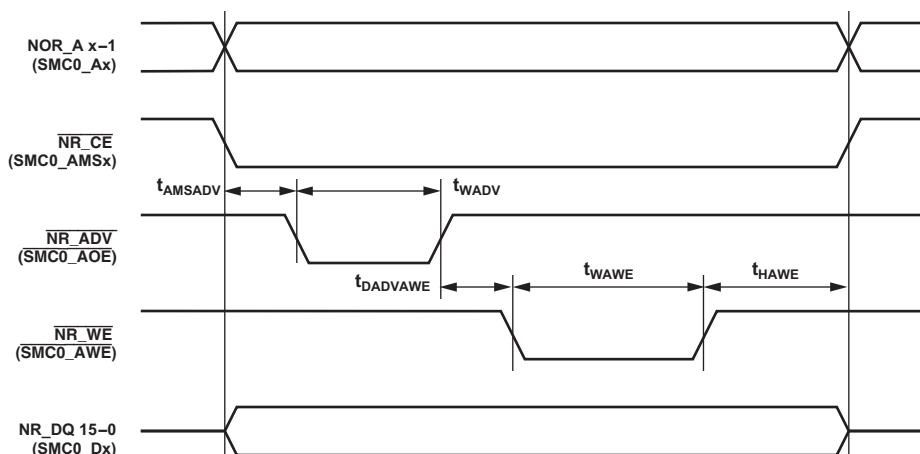 NOR_A x–1
(SMC0_Ax)
NR_CE
(SMC0_AMSx)
tAMSADV
tWADV
NR_ADV
(SMC0_AOE)
tDADVAWE
tWAWE
tHAWE
NR_WE
(SMC0_AWE)
NR_DQ 15–0
(SMC0_Dx)